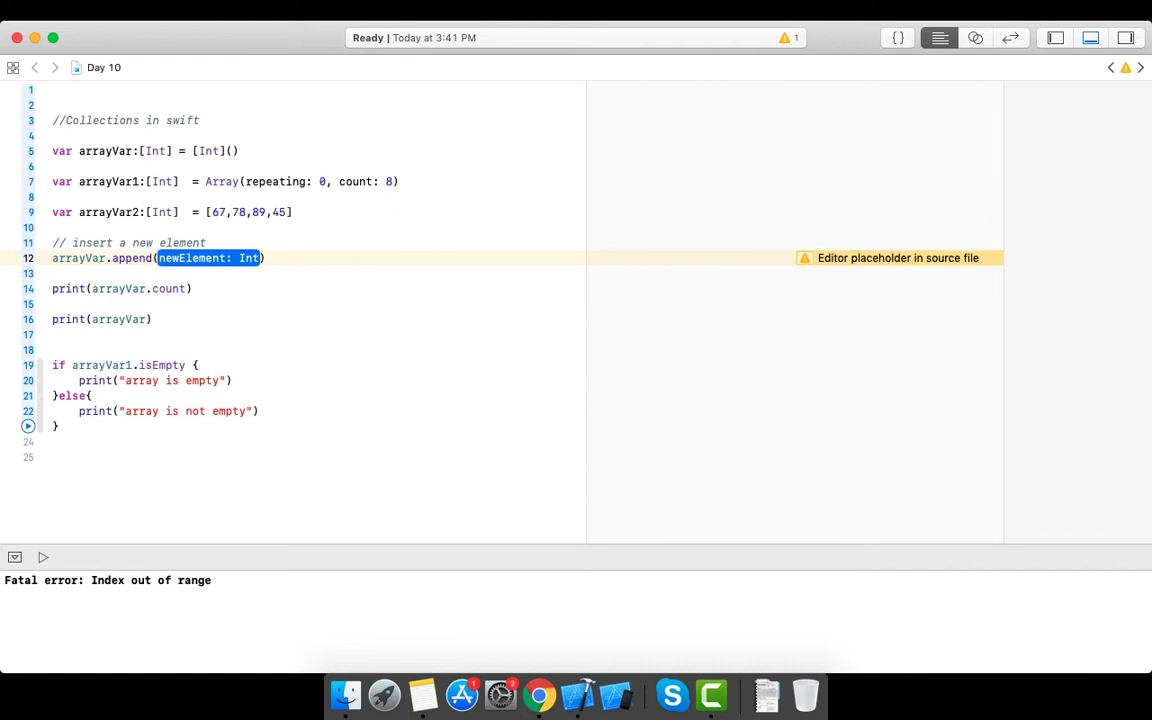 Ready | Today at 3:41 PM
1
{ }
Day 10
1
2
3 //Collections in swift
4
5 var arrayVar:[Int] = [Int]()
6
7 var arrayVar1:[Int]  = Array(repeating: 0, count: 8)
8
9 var arrayVar2:[Int]  = [67,78,89,45]
10
11 // insert a new element
12 arrayVar.append(newElement: Int) Editor placeholder in source file
13
14 print(arrayVar.count)
15
16 print(arrayVar)
17
18
19 if arrayVar1.isEmpty {
20     print("array is empty")
21 }else{
22     print("array is not empty")
}
24
25
Fatal error: Index out of range
1
2